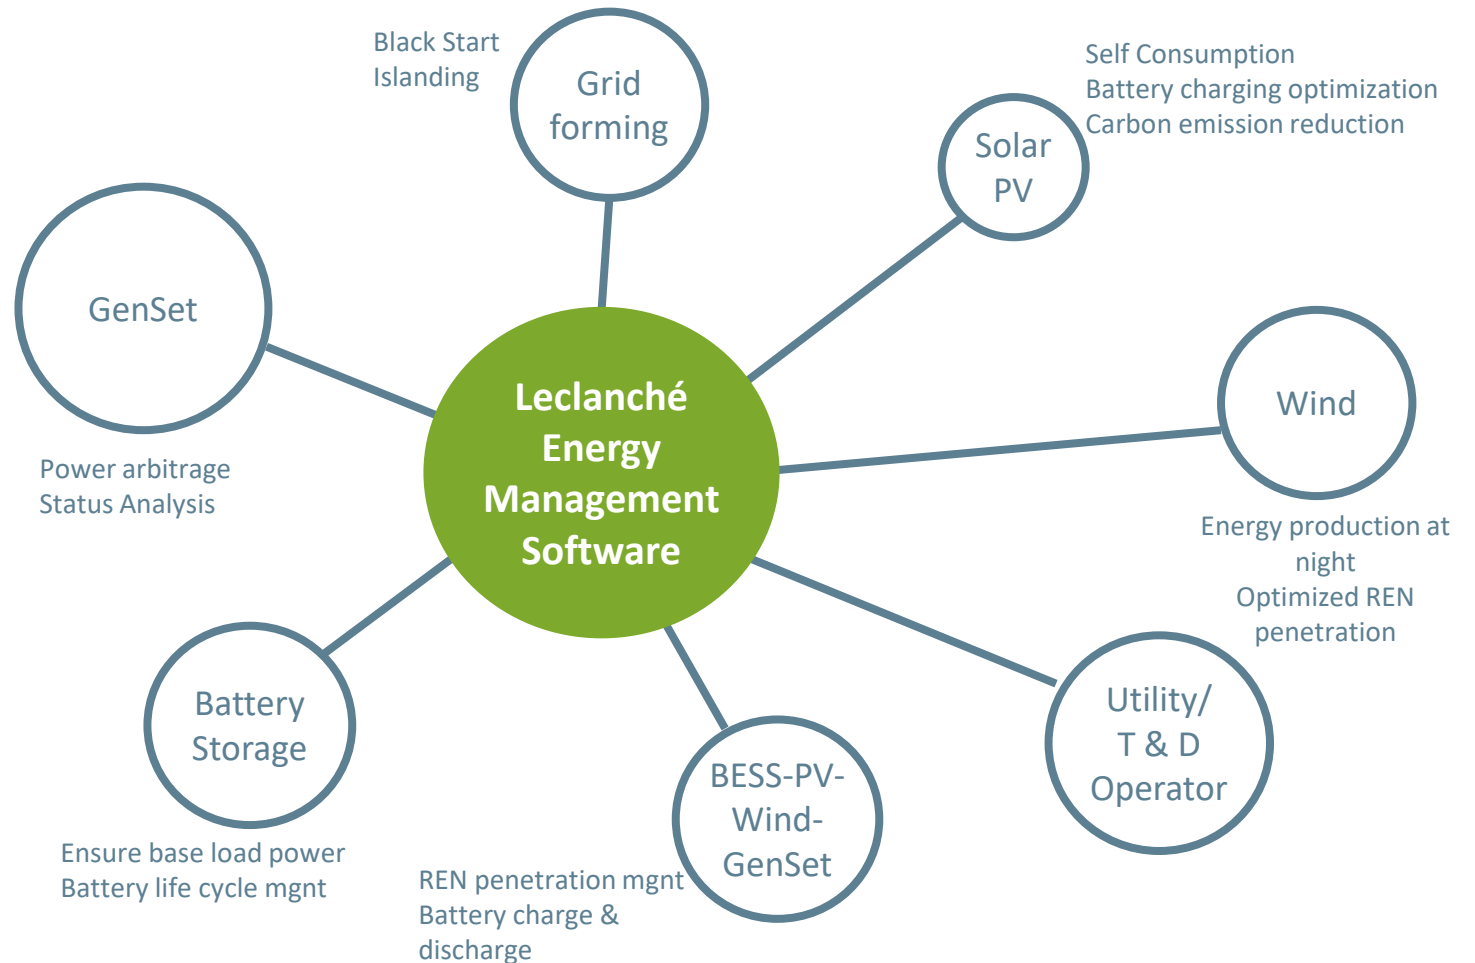 Black Start
Islanding
Grid
forming
Self Consumption
Battery charging optimization
Carbon emission reduction
Solar
PV
GenSet
Power arbitrage
Status Analysis
Leclanché
Energy
Management
Software
Wind
Energy production at
night
Optimized REN
penetration
Battery
Storage
Ensure base load power
Battery life cycle mgnt
BESS-PV-
Wind-
GenSet
REN penetration mgnt
Battery charge &
discharge
Utility/
T & D
Operator